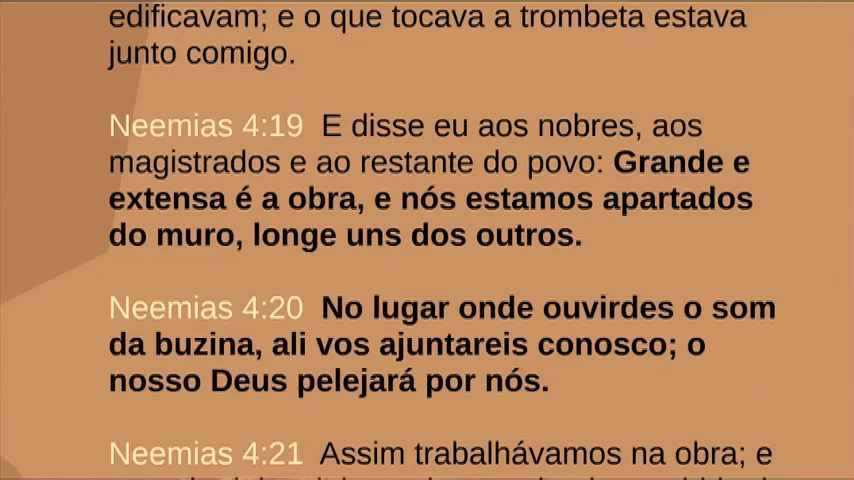 edificavam; e o que tocava a trombeta estava
junto comigo.
Neemias 4:19 E disse eu aos nobres, aos
magistrados e ao restante do povo: Grande e
extensa é a obra, e nós estamos apartados
do muro, longe uns dos outros.
Neemias 4:20 No lugar onde ouvirdes o som
da buzina, ali vos ajuntareis conosco; o
nosso Deus pelejará por nós.
Neemias 4:21 Assim trabalhávamos na obra; e